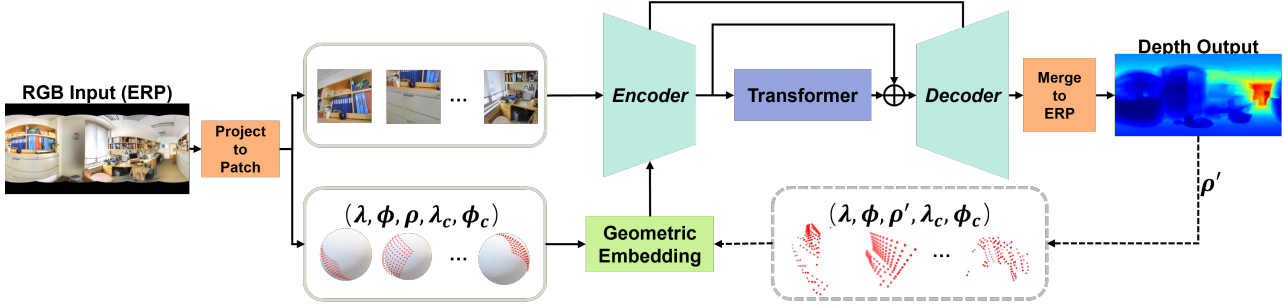 RGB Input (ERP)
Project
to
Patch
...
(λ, ϕ, ρ, λc, ϕc)
...
Encoder
Geometric
Embedding
Transformer
Decoder
(λ, ϕ, ρ′, λc, ϕc)
...
Merge
to
ERP
Depth Output
ρ′